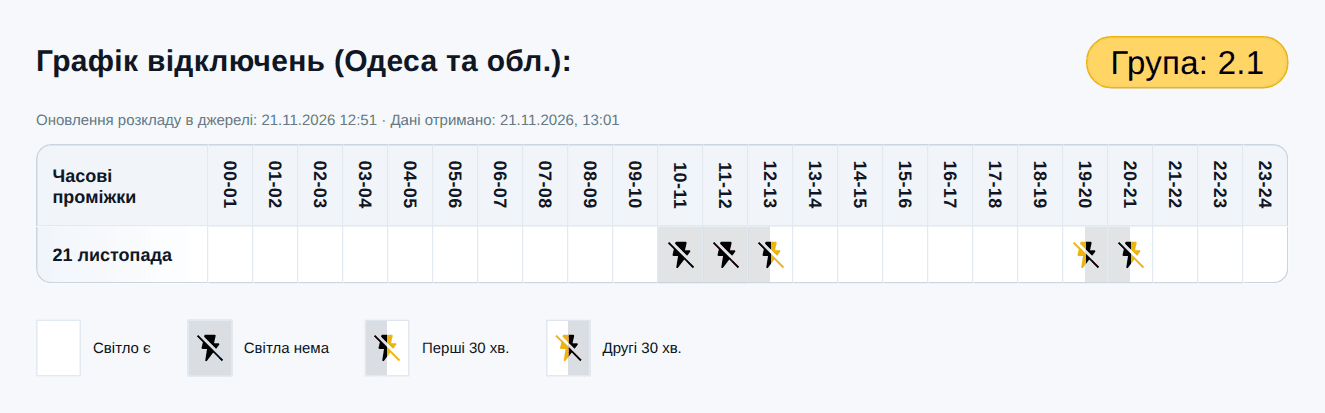 Графік відключень (Одеса та обл.):
Група: 2.1
Оновлення розкладу в джерелі: 21.11.2026 12:51 · Дані отримано: 21.11.2026, 13:01
Часові
проміжки
00-01 01-02 02-03 03-04 04-05 05-06 06-07 07-08 08-09 09-10 10-11 11-12 12-13 13-14 14-15 15-16 16-17 17-18 18-19 19-20 20-21 21-22 22-23 23-24
21 листопада
Світло є Світла нема Перші 30 хв. Другі 30 хв.